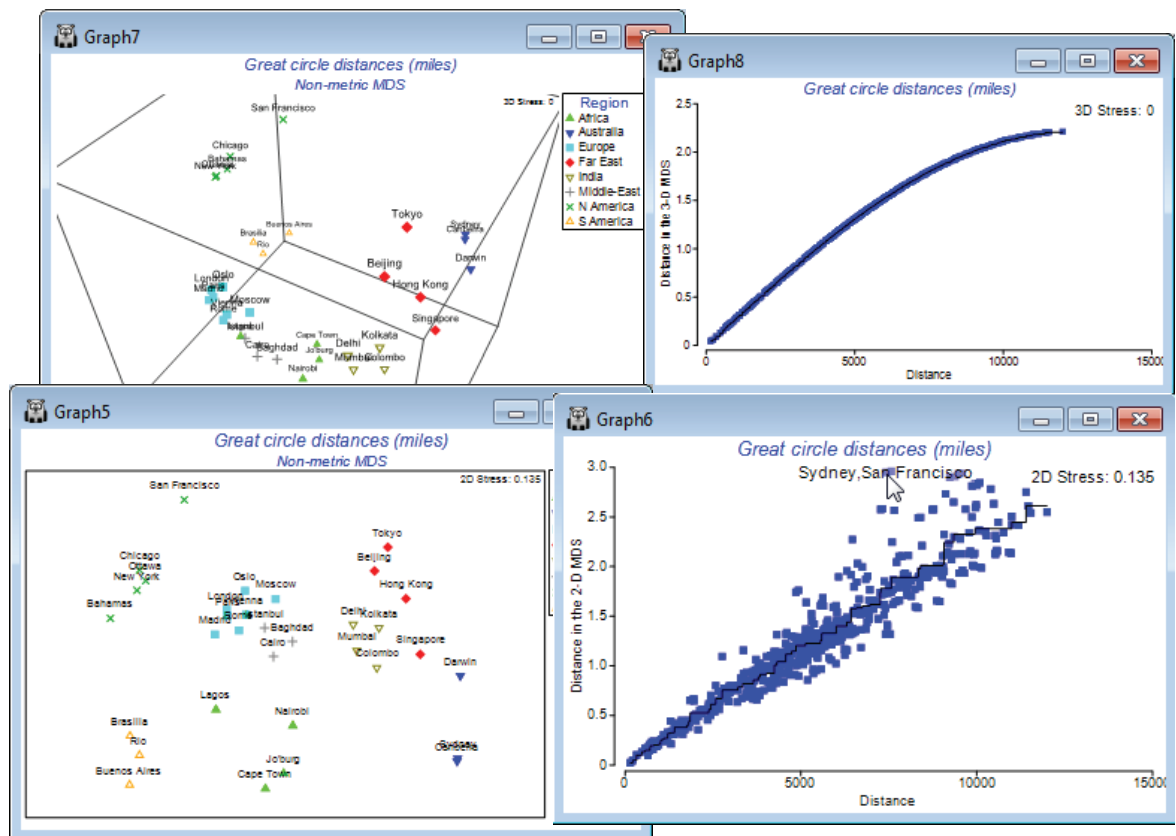 Graph7
Great circle distances (miles)
Non-metric MDS
3D Stress: 0
San Francisco
Chicago
Bahamas
New York
Buenos Aires
Brasilia
Rio
Tokyo
Sydney
Canberra
Darwin
Beijing
Hong Kong
Singapore
Oslo
London
Madrid
Moscow
Vienna
Rome
Istanbul
Cairo
Baghdad
Cape Town
Jo'burg
Nairobi
Delhi
Kolkata
Mumbai
Colombo
Region
Africa
Australia
Europe
Far East
India
Middle-East
N America
S America
Graph8
Great circle distances (miles)
3D Stress: 0
Distance in the 3-D MDS
2.5
2.0
1.5
1.0
0.5
0
0
5000
10000
15000
Distance
Graph5
Great circle distances (miles)
Non-metric MDS
2D Stress: 0.135
San Francisco
Tokyo
Beijing
Chicago
Ottawa
New York
Bahamas
Hong Kong
Oslo
Moscow
London
Paris
Vienna
Rome
Istanbul
Madrid
Baghdad
Cairo
Delhi
Kolkata
Mumbai
Colombo
Singapore
Darwin
Lagos
Nairobi
Brasilia
Rio
Buenos Aires
Jo'burg
Cape Town
Sydney
Canberra
Graph6
Great circle distances (miles)
Sydney,San Francisco
2D Stress: 0.135
Distance in the 2-D MDS
3.0
2.5
2.0
1.5
1.0
0.5
0
0
5000
10000
15000
Distance